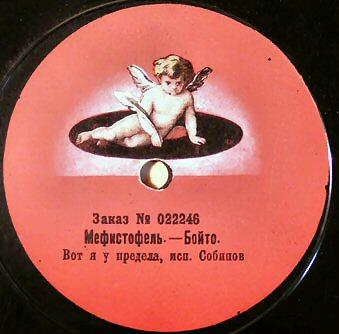 Заказ № 022246
Мефистофель.—Бойто.
Вот я у предела, исп. Собинов